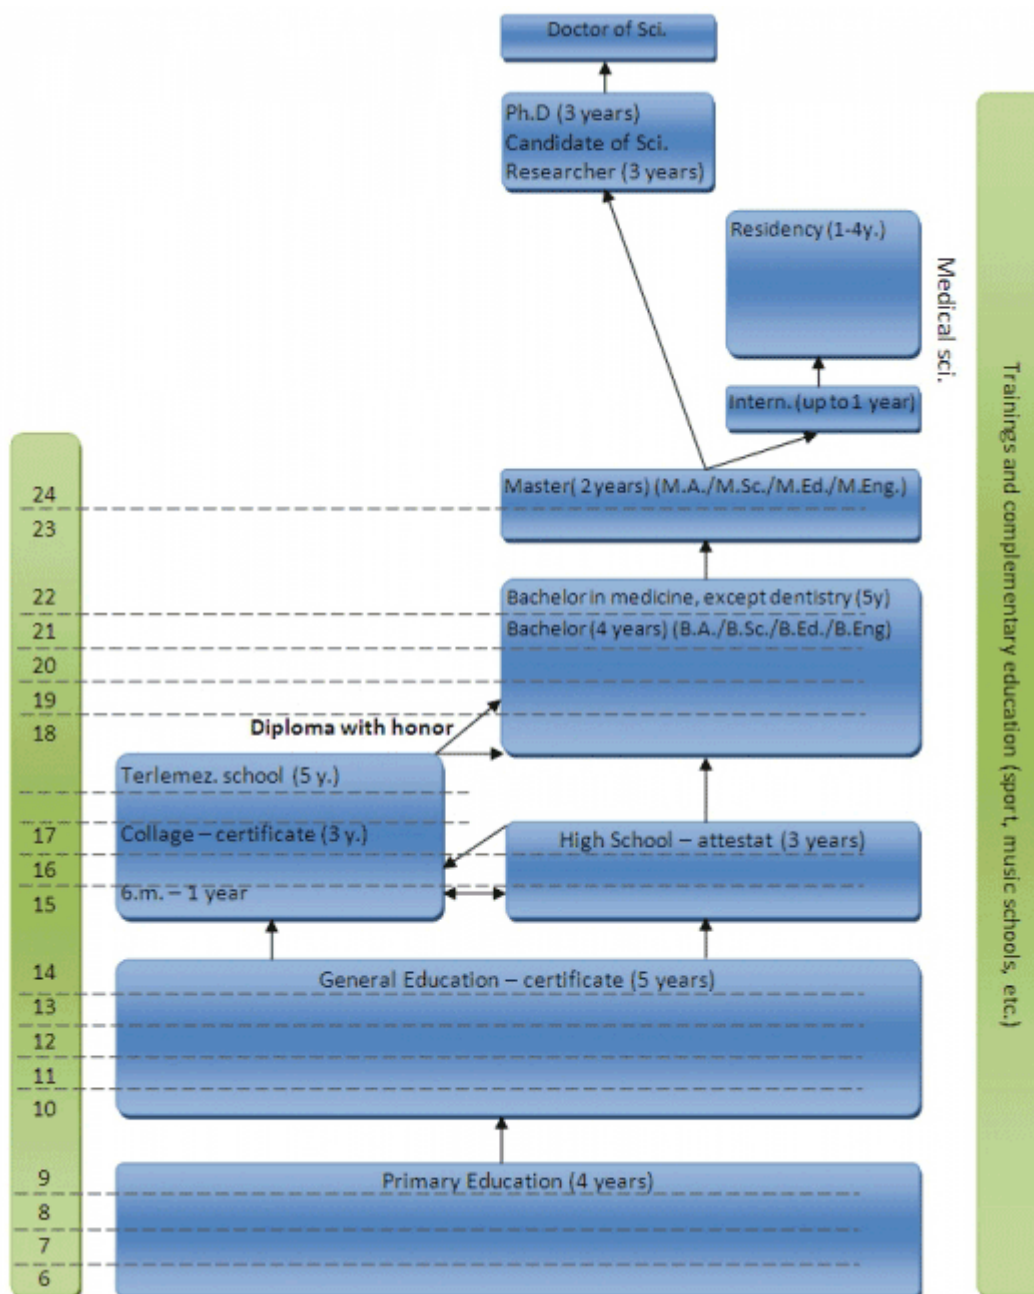 Doctor of Sci.
Ph.D (3 years)
Candidate of Sci.
Researcher (3 years)
Residency (1-4y.)
Medical sci.
Intern. (up to 1 year)
Trainings and complementary education (sport, music schools, etc.)
24
Master( 2 years) (M.A./M.Sc./M.Ed./M.Eng.)
23
22
Bachelor in medicine, except dentistry (5y)
21
Bachelor (4 years) (B.A./B.Sc./B.Ed./B.Eng)
20
19
18
Diploma with honor
Terlemez. school (5 y.)
17
Collage – certificate (3 y.)
High School – attestat (3 years)
16
15
6.m. – 1 year
14
General Education – certificate (5 years)
13
12
11
10
9
Primary Education (4 years)
8
7
6